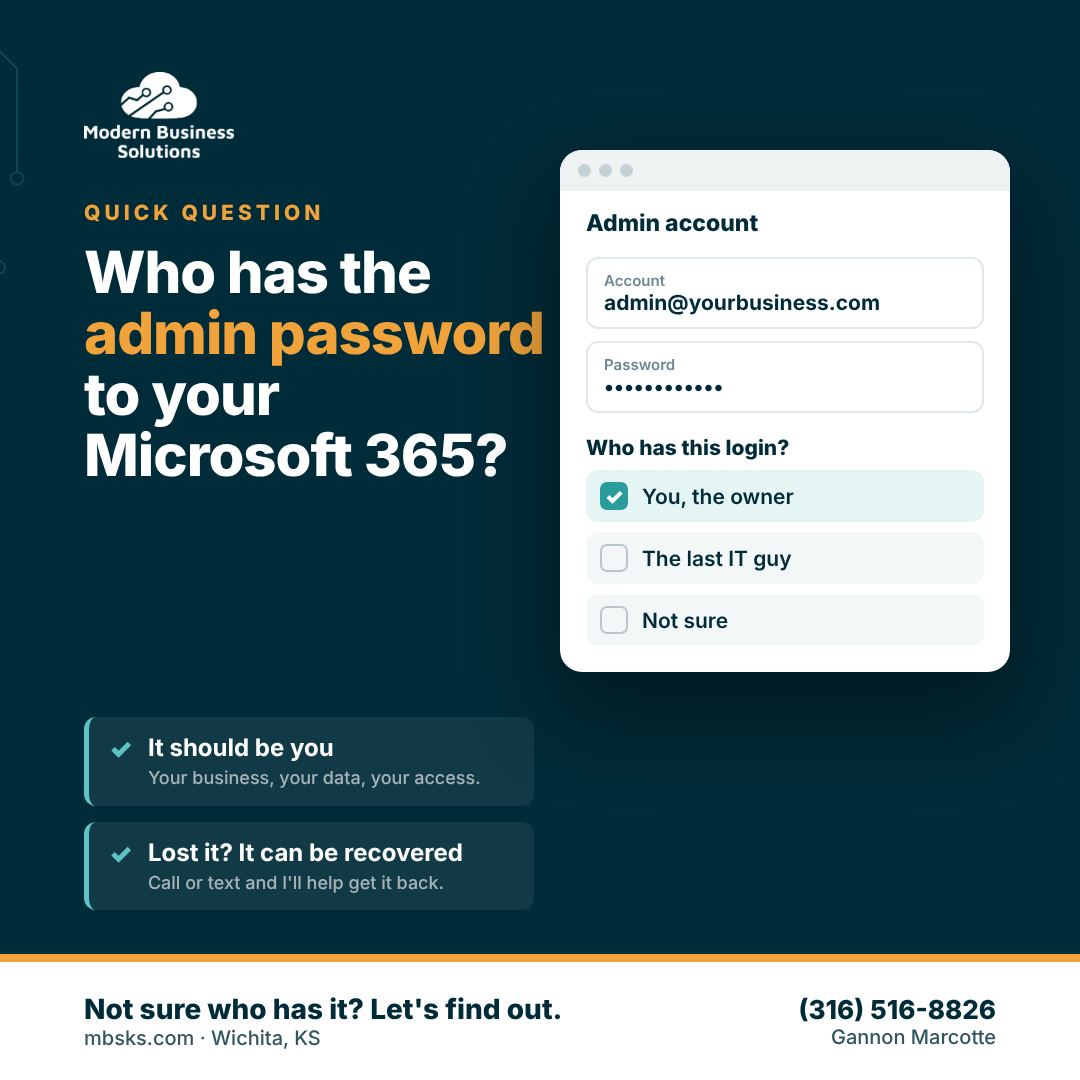 Modern Business
Solutions
QUICK QUESTION
Who has the
admin password
to your
Microsoft 365?
Admin account
Account
admin@yourbusiness.com
Password
••••••••••••
Who has this login?
You, the owner
The last IT guy
Not sure
It should be you
Your business, your data, your access.
Lost it? It can be recovered
Call or text and I'll help get it back.
Not sure who has it? Let's find out.
mbsks.com · Wichita, KS
(316) 516-8826
Gannon Marcotte